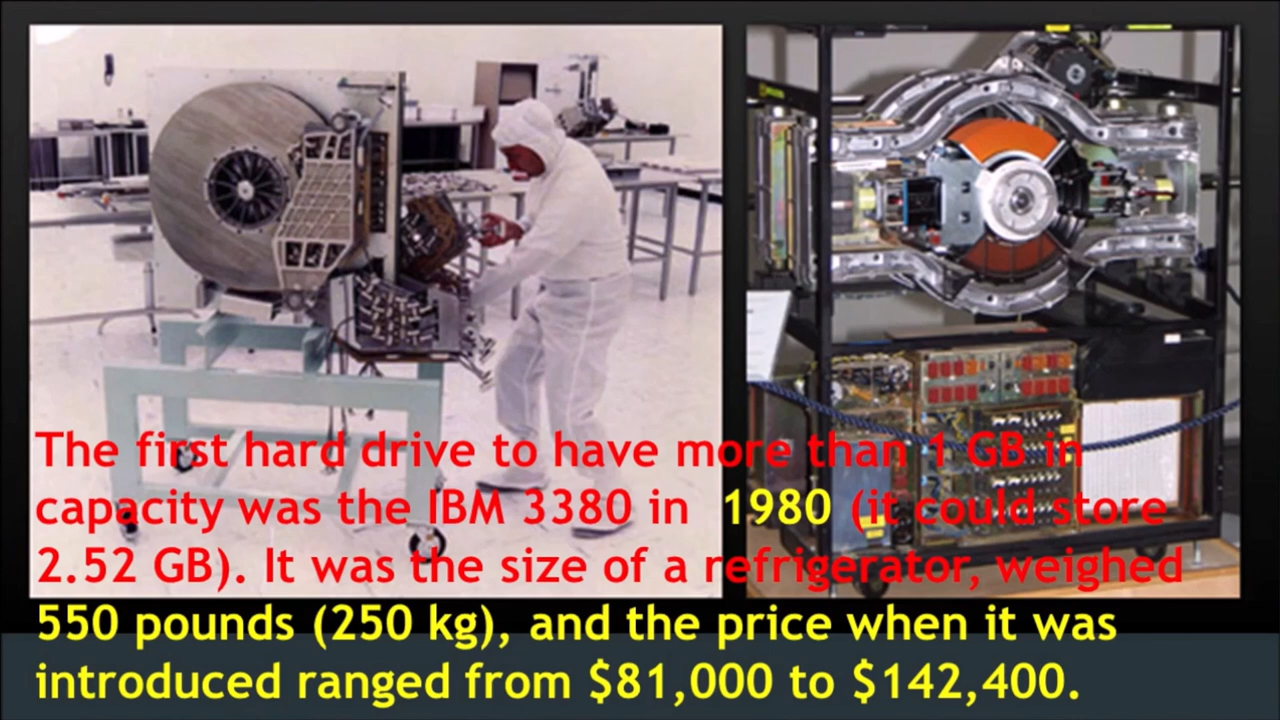 The first hard drive to have more than 1 GB in
capacity was the IBM 3380 in 1980 (it could store
2.52 GB). It was the size of a refrigerator, weighed
550 pounds (250 kg), and the price when it was
introduced ranged from $81,000 to $142,400.